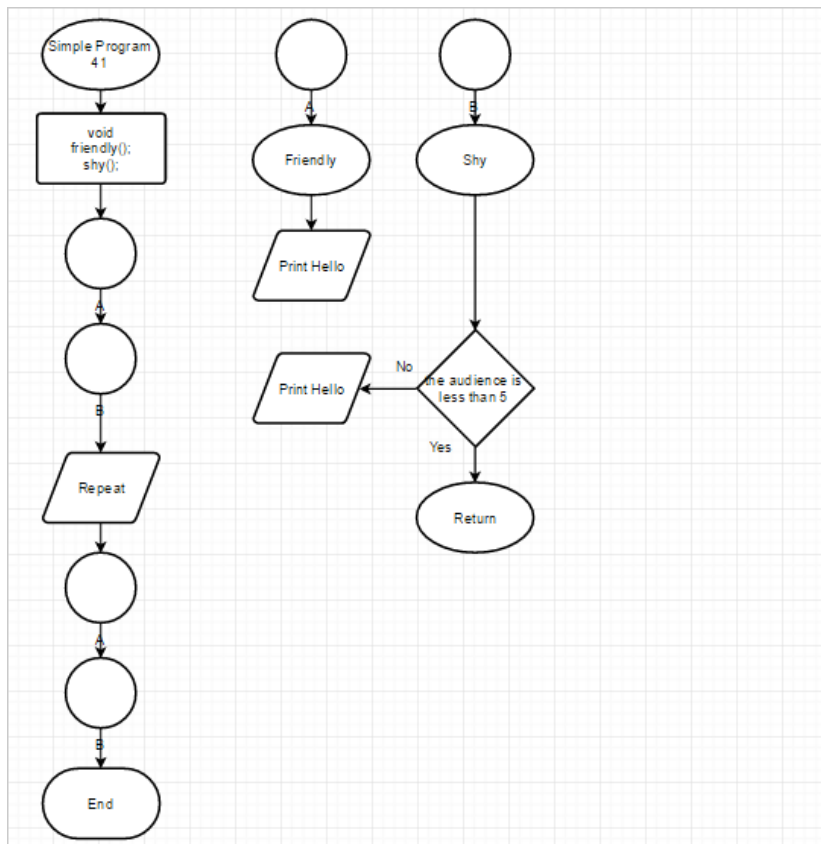 Simple Program
41
void
friendly();
shy();
A
B
Repeat
A
B
End
A
Friendly
Print Hello
B
Shy
the audience is
less than 5
No
Print Hello
Yes
Return